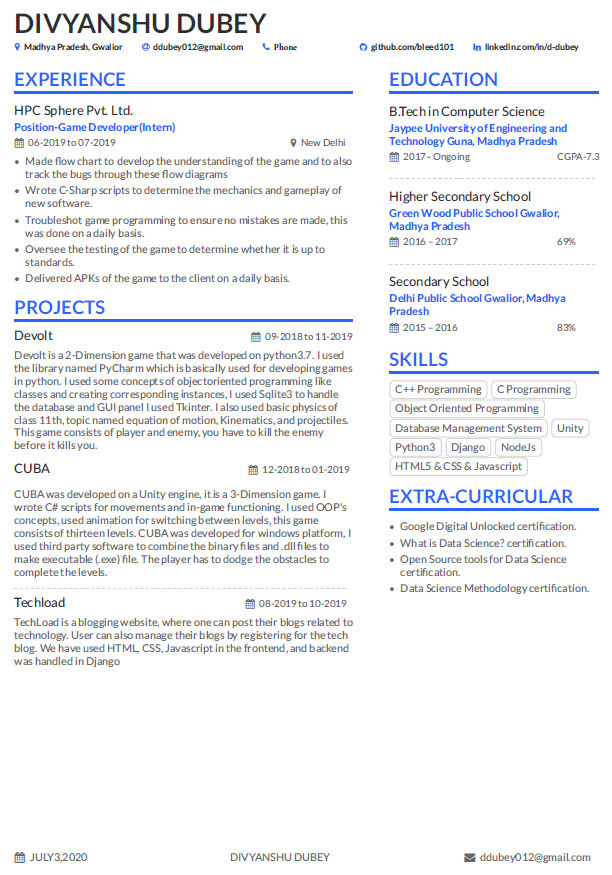 DIVYANSHU DUBEY
Madhya Pradesh, Gwalior ddubey012@gmail.com Phone github.com/bleed101 linkedin.com/in/d-dubey
EXPERIENCE
HPC Sphere Pvt. Ltd.
Position-Game Developer(Intern)
06-2019 to 07-2019 New Delhi
• Made flow chart to develop the understanding of the game and to also
track the bugs through these flow diagrams
• Wrote C-Sharp scripts to determine the mechanics and gameplay of
new software.
• Troubleshot game programming to ensure no mistakes are made, this
was done on a daily basis.
• Oversee the testing of the game to determine whether it is up to
standards.
• Delivered APKs of the game to the client on a daily basis.
PROJECTS
Devolt 09-2018 to 11-2019
Devolt is a 2-Dimension game that was developed on python3.7. I used
the library named PyCharm which is basically used for developing games
in python. I used some concepts of objectoriented programming like
classes and creating corresponding instances, I used Sqlite3 to handle
the database and GUI panel I used Tkinter. I also used basic physics of
class 11th, topic named equation of motion, Kinematics, and projectiles.
This game consists of player and enemy, you have to kill the enemy
before it kills you.
CUBA 12-2018 to 01-2019
CUBA was developed on a Unity engine, it is a 3-Dimension game. I
wrote C# scripts for movements and in-game functioning. I used OOP's
concepts, used animation for switching between levels, this game
consists of thirteen levels. CUBA was developed for windows platform, I
used third party software to combine the binary files and .dll files to
make executable (.exe) file. The player has to dodge the obstacles to
complete the levels.
Techload 08-2019 to 10-2019
TechLoad is a blogging website, where one can post their blogs related to
technology. User can also manage their blogs by registering for the tech
blog. We have used HTML, CSS, Javascript in the frontend, and backend
was handled in Django
EDUCATION
B.Tech in Computer Science
Jaypee University of Engineering and
Technology Guna, Madhya Pradesh
2017– Ongoing CGPA-7.3
Higher Secondary School
Green Wood Public School Gwalior,
Madhya Pradesh
2016 – 2017 69%
Secondary School
Delhi Public School Gwalior, Madhya
Pradesh
2015 – 2016 83%
SKILLS
C++ Programming C Programming
Object Oriented Programming
Database Management System Unity
Python3 Django NodeJs
HTML5 & CSS & Javascript
EXTRA-CURRICULAR
• Google Digital Unlocked certification.
• What is Data Science? certification.
• Open Source tools for Data Science
certification.
• Data Science Methodology certification.
JULY3,2020 DIVYANSHU DUBEY ddubey012@gmail.com